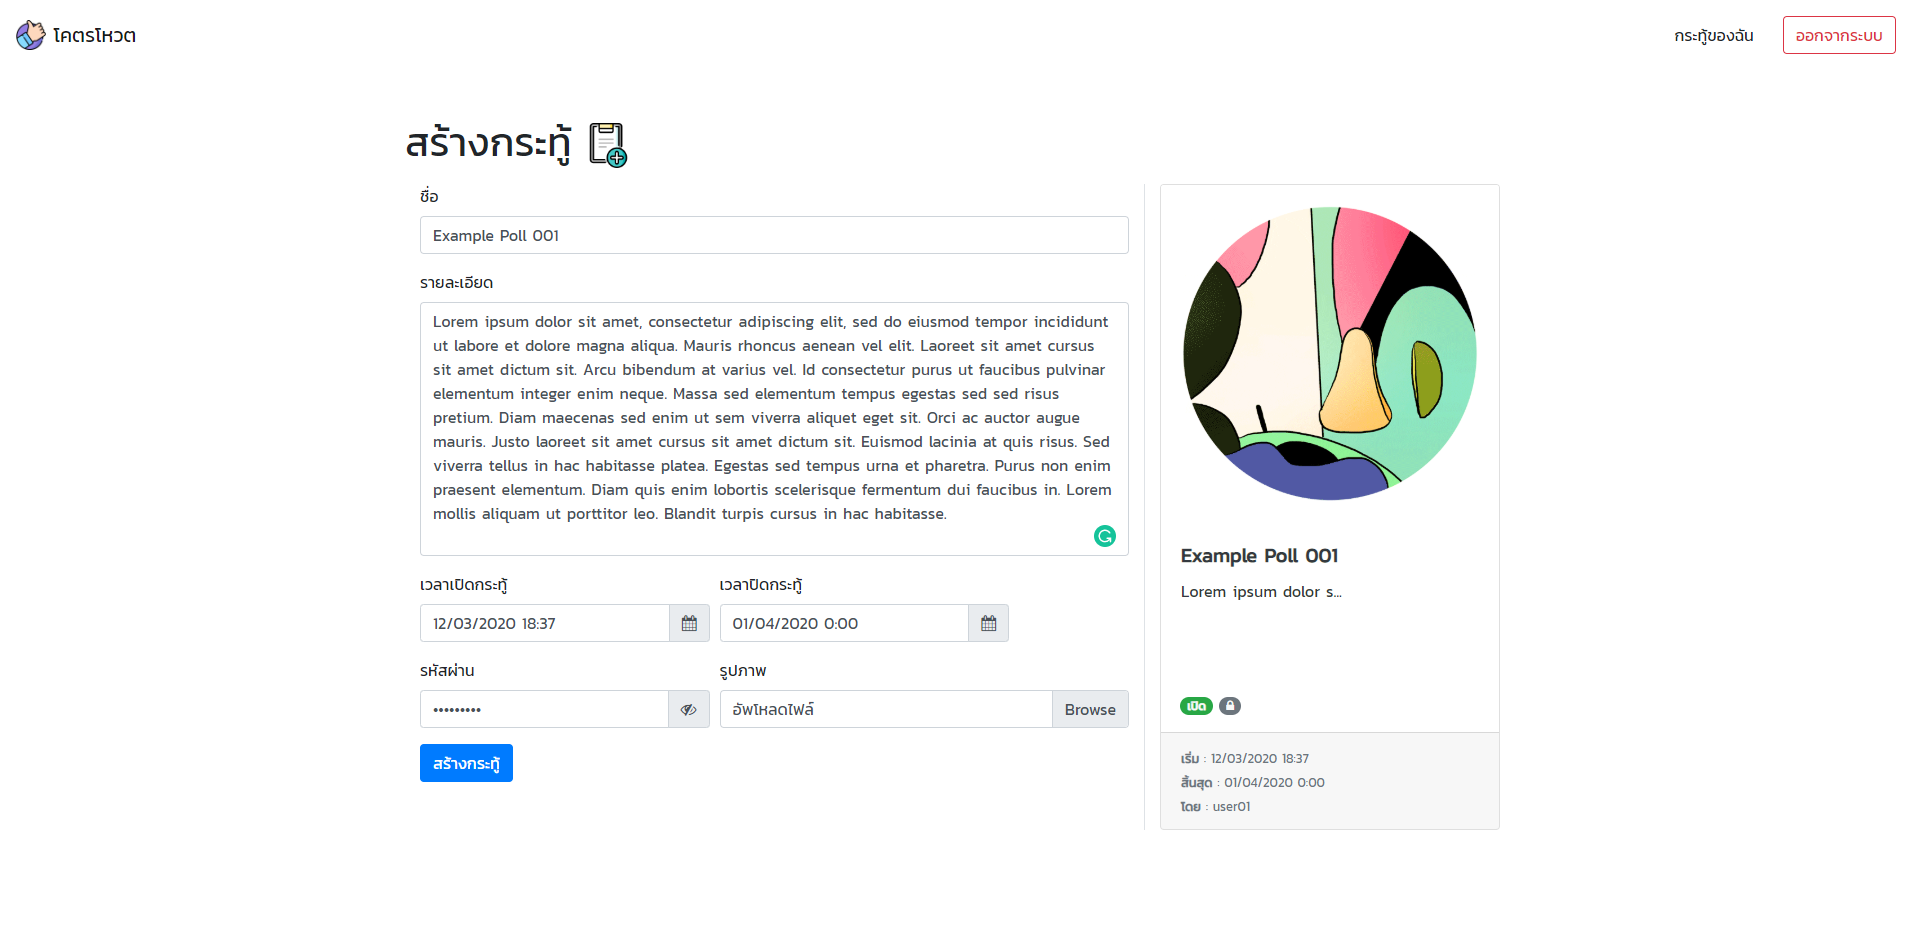 โคตรโหวต
กระทู้ของฉัน
ออกจากระบบ
สร้างกระทู้
ชื่อ
Example Poll 001
รายละเอียด
Lorem ipsum dolor sit amet, consectetur adipiscing elit, sed do eiusmod tempor incididunt
ut labore et dolore magna aliqua. Mauris rhoncus aenean vel elit. Laoreet sit amet cursus
sit amet dictum sit. Arcu bibendum at varius vel. Id consectetur purus ut faucibus pulvinar
elementum integer enim neque. Massa sed elementum tempus egestas sed sed risus
pretium. Diam maecenas sed enim ut sem viverra aliquet eget sit. Orci ac auctor augue
mauris. Justo laoreet sit amet cursus sit amet dictum sit. Euismod lacinia at quis risus. Sed
viverra tellus in hac habitasse platea. Egestas sed tempus urna et pharetra. Purus non enim
praesent elementum. Diam quis enim lobortis scelerisque fermentum dui faucibus in. Lorem
mollis aliquam ut porttitor leo. Blandit turpis cursus in hac habitasse.
เวลาเปิดกระทู้
เวลาปิดกระทู้
12/03/2020 18:37
01/04/2020 0:00
รหัสผ่าน
รูปภาพ
•••••••••
อัพโหลดไฟล์
Browse
สร้างกระทู้
Example Poll 001
Lorem ipsum dolor s...
เปิด
เริ่ม : 12/03/2020 18:37
สิ้นสุด : 01/04/2020 0:00
โดย : user01